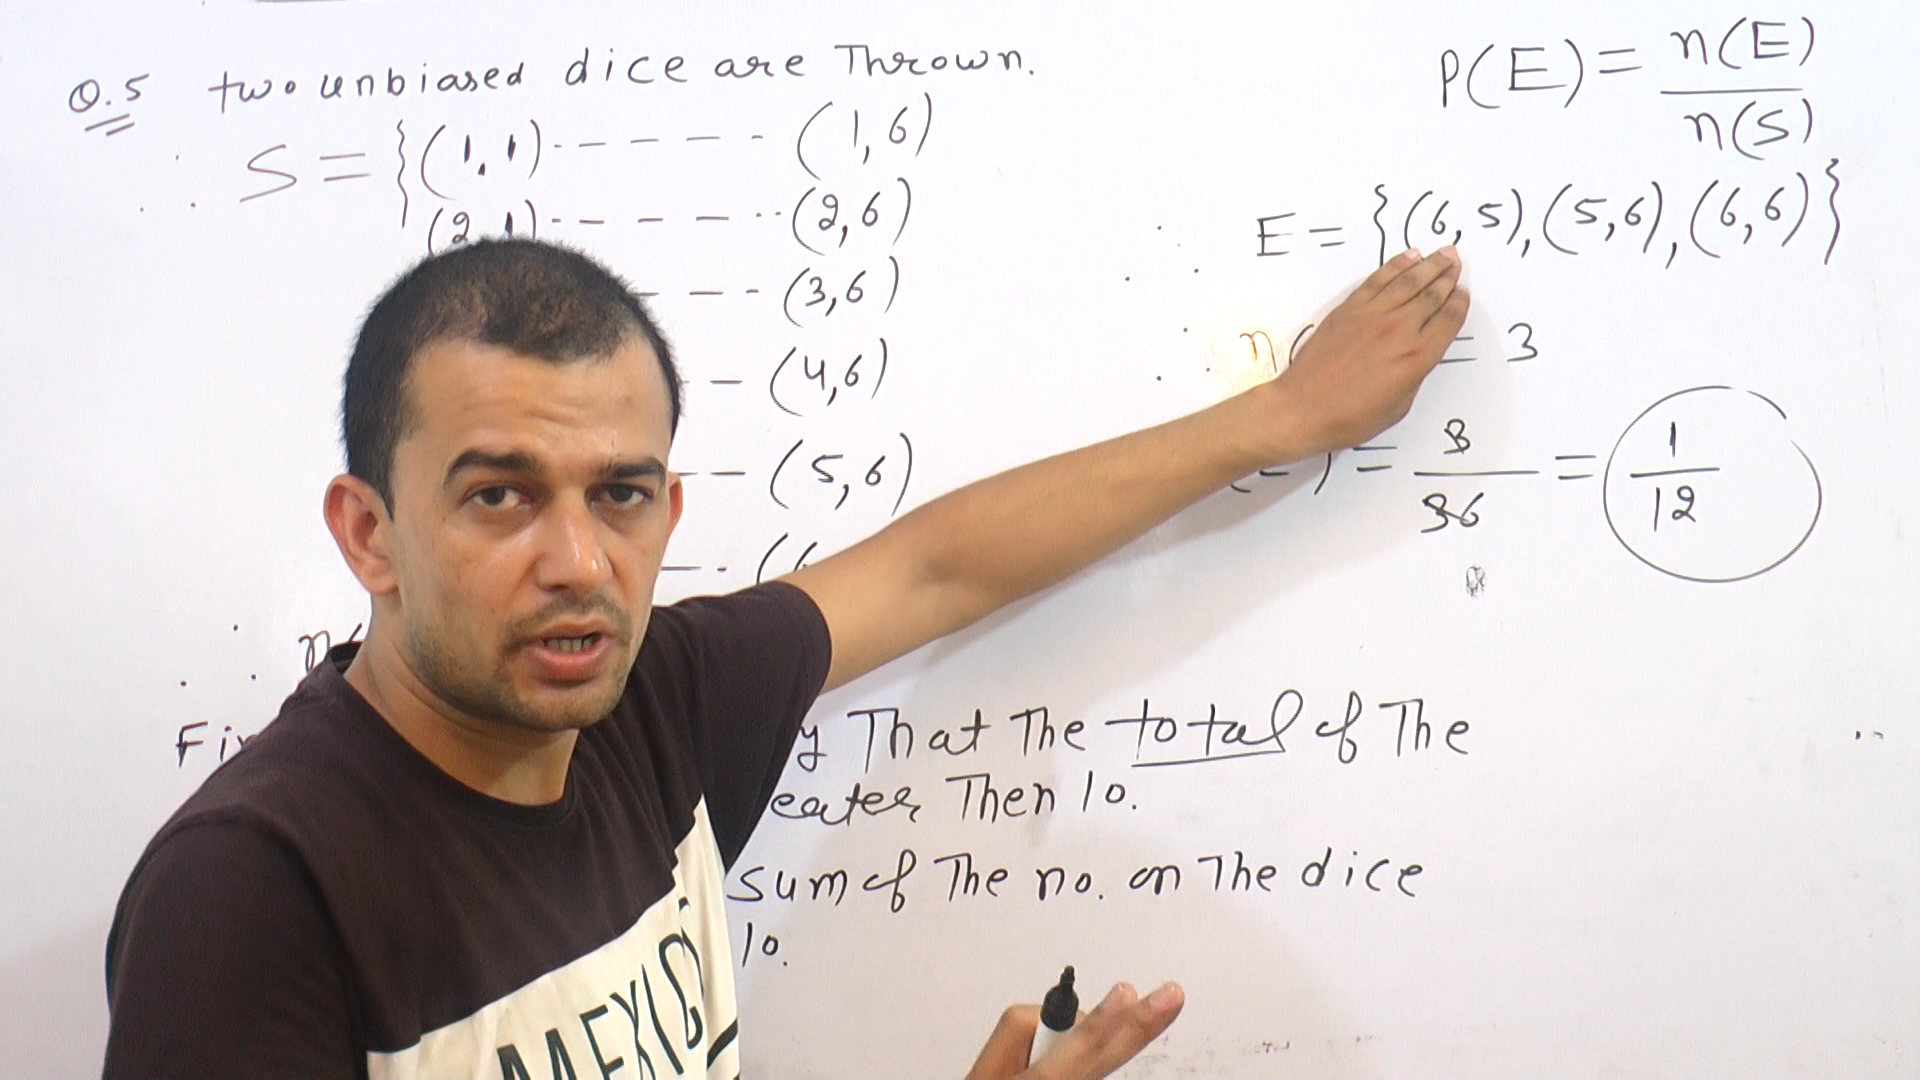 Q.5 two unbiased dice are Thrown.
S = {(1,1) - - - - - - (1,6)
(2,1) - - - - - - (2,6)
- - - (3,6)
- - (4,6)
- - (5,6)
P(E) = n(E)/n(S)
∴ E = {(6,5),(5,6),(6,6)}
= 3
= 3/36 = 1/12
That The total of The
Then 10.
sum of The no. on The dice
10.
MEXICO